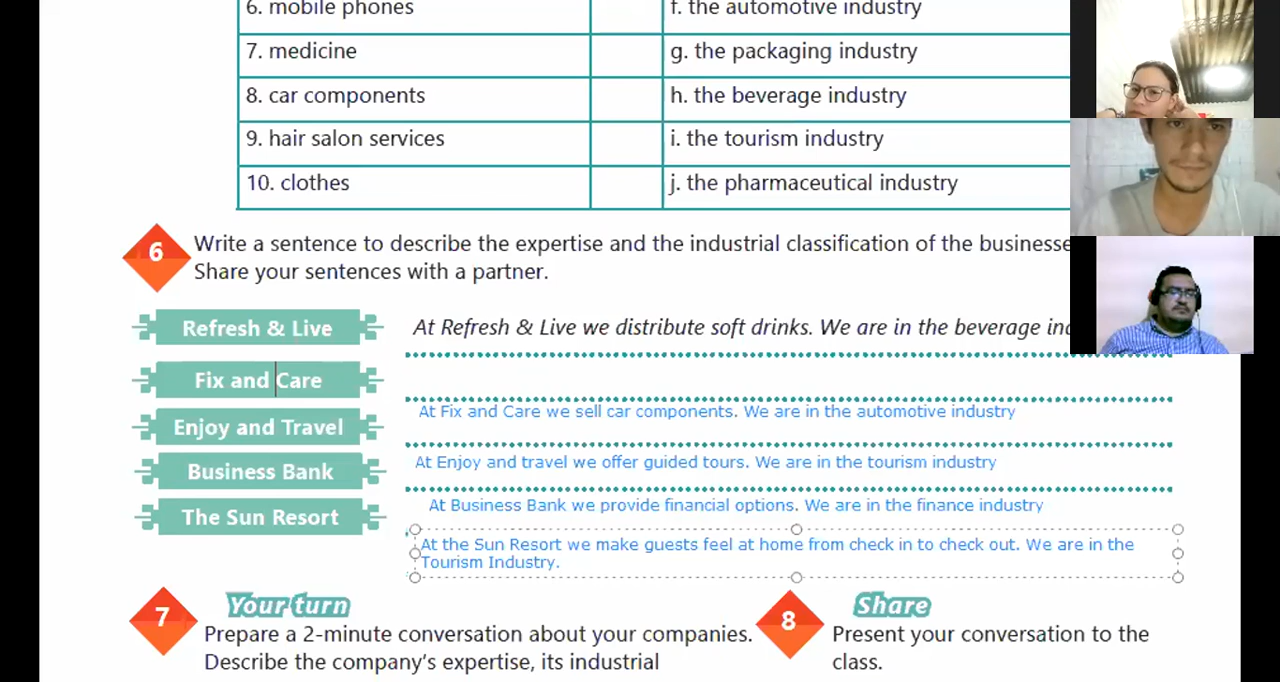 6. mobile phones
f. the automotive industry
7. medicine
g. the packaging industry
8. car components
h. the beverage industry
9. hair salon services
i. the tourism industry
10. clothes
j. the pharmaceutical industry
6
Write a sentence to describe the expertise and the industrial classification of the businesse
Share your sentences with a partner.
Refresh & Live
At Refresh & Live we distribute soft drinks. We are in the beverage ind
Fix and Care
At Fix and Care we sell car components. We are in the automotive industry
Enjoy and Travel
At Enjoy and travel we offer guided tours. We are in the tourism industry
Business Bank
At Business Bank we provide financial options. We are in the finance industry
The Sun Resort
At the Sun Resort we make guests feel at home from check in to check out. We are in the
Tourism Industry.
7
Your turn
Prepare a 2-minute conversation about your companies.
Describe the company's expertise, its industrial
8
Share
Present your conversation to the
class.